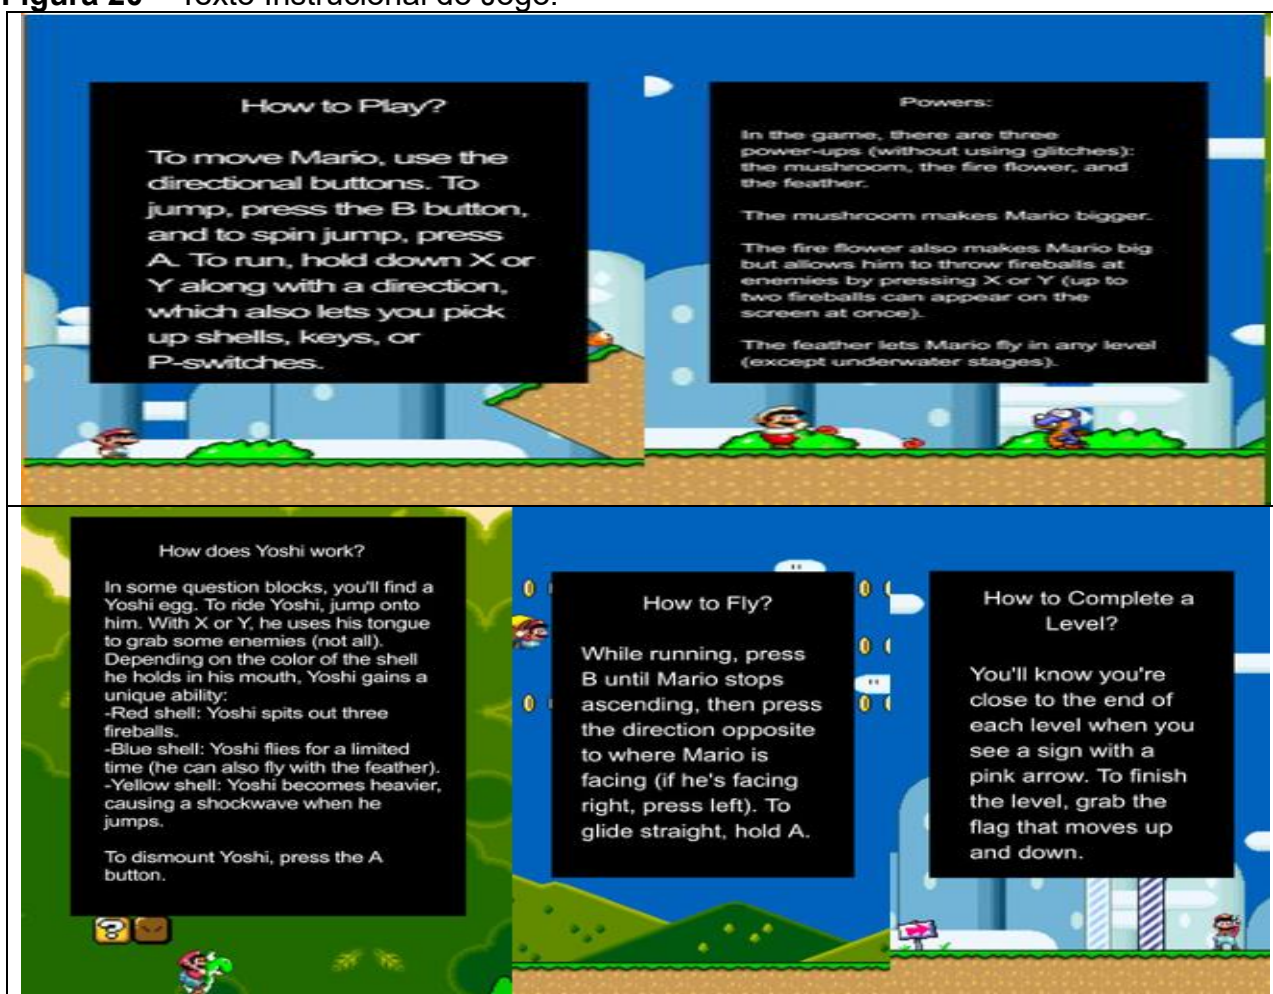 Figura 20 – Texto Instrucional do Jogo.
How to Play?
To move Mario, use the
directional buttons. To
jump, press the B button,
and to spin jump, press
A. To run, hold down X or
Y along with a direction,
which also lets you pick
up shells, keys, or
P-switches.
Powers:
In the game, there are three
power-ups (without using glitches):
the mushroom, the fire flower, and
the feather.
The mushroom makes Mario bigger.
The fire flower also makes Mario big
but allows him to throw fireballs at
enemies by pressing X or Y (up to
two fireballs can appear on the
screen at once).
The feather lets Mario fly in any level
(except underwater stages).
How does Yoshi work?
In some question blocks, you'll find a
Yoshi egg. To ride Yoshi, jump onto
him. With X or Y, he uses his tongue
to grab some enemies (not all).
Depending on the color of the shell
he holds in his mouth, Yoshi gains a
unique ability:
-Red shell: Yoshi spits out three
fireballs.
-Blue shell: Yoshi flies for a limited
time (he can also fly with the feather).
-Yellow shell: Yoshi becomes heavier,
causing a shockwave when he
jumps.
To dismount Yoshi, press the A
button.
?
How to Fly?
While running, press
B until Mario stops
ascending, then press
the direction opposite
to where Mario is
facing (if he's facing
right, press left). To
glide straight, hold A.
How to Complete a
Level?
You'll know you're
close to the end of
each level when you
see a sign with a
pink arrow. To finish
the level, grab the
flag that moves up
and down.